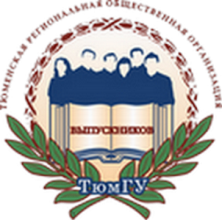 ТЮМЕНСКАЯ РЕГИОНАЛЬНАЯ ОБЩЕСТВЕННАЯ ОРГАНИЗАЦИЯ
ВЫПУСКНИКОВ
ТюмГУ